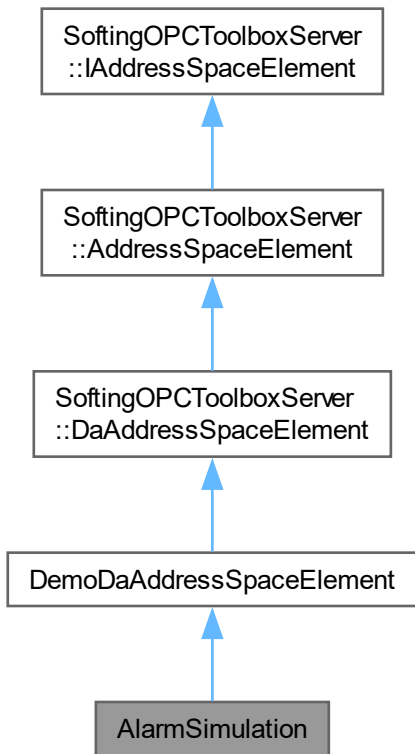 SoftingOPCToolboxServer
::IAddressSpaceElement
SoftingOPCToolboxServer
::AddressSpaceElement
SoftingOPCToolboxServer
::DaAddressSpaceElement
DemoDaAddressSpaceElement
AlarmSimulation